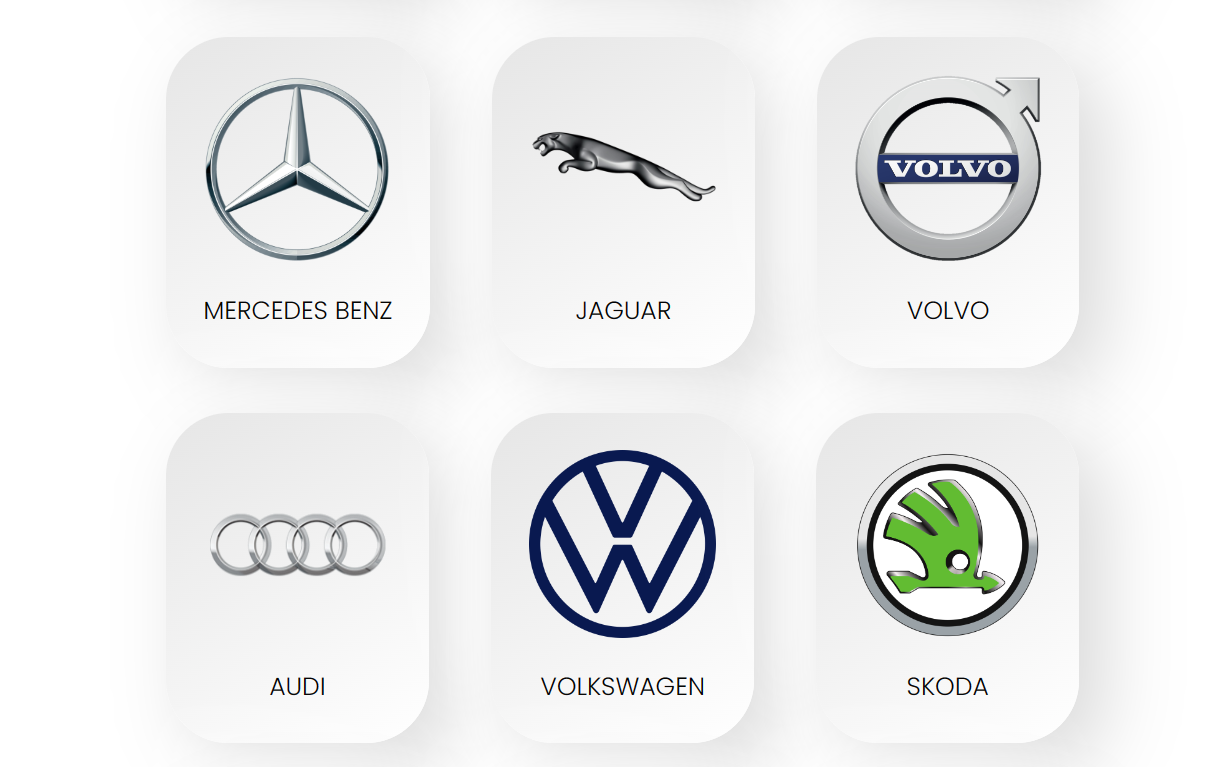 VOLVO
MERCEDES BENZ
JAGUAR
VOLVO
AUDI
VOLKSWAGEN
SKODA